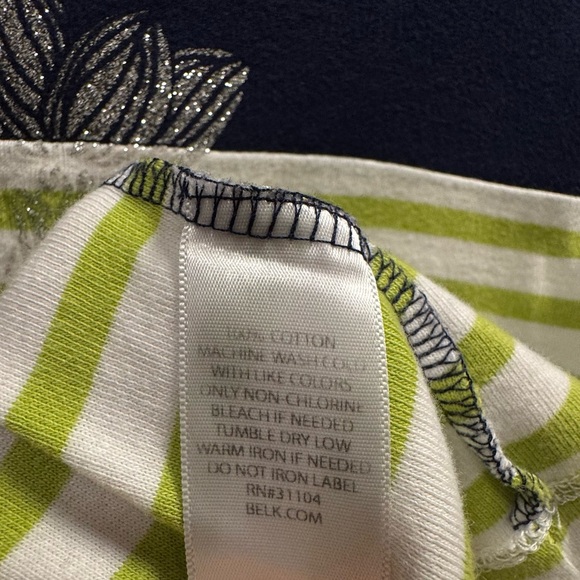 100% COTTON
MACHINE WASH COLD
WITH LIKE COLORS
ONLY NON-CHLORINE
BLEACH IF NEEDED
TUMBLE DRY LOW
WARM IRON IF NEEDED
DO NOT IRON LABEL
RN#31104
BELK.COM